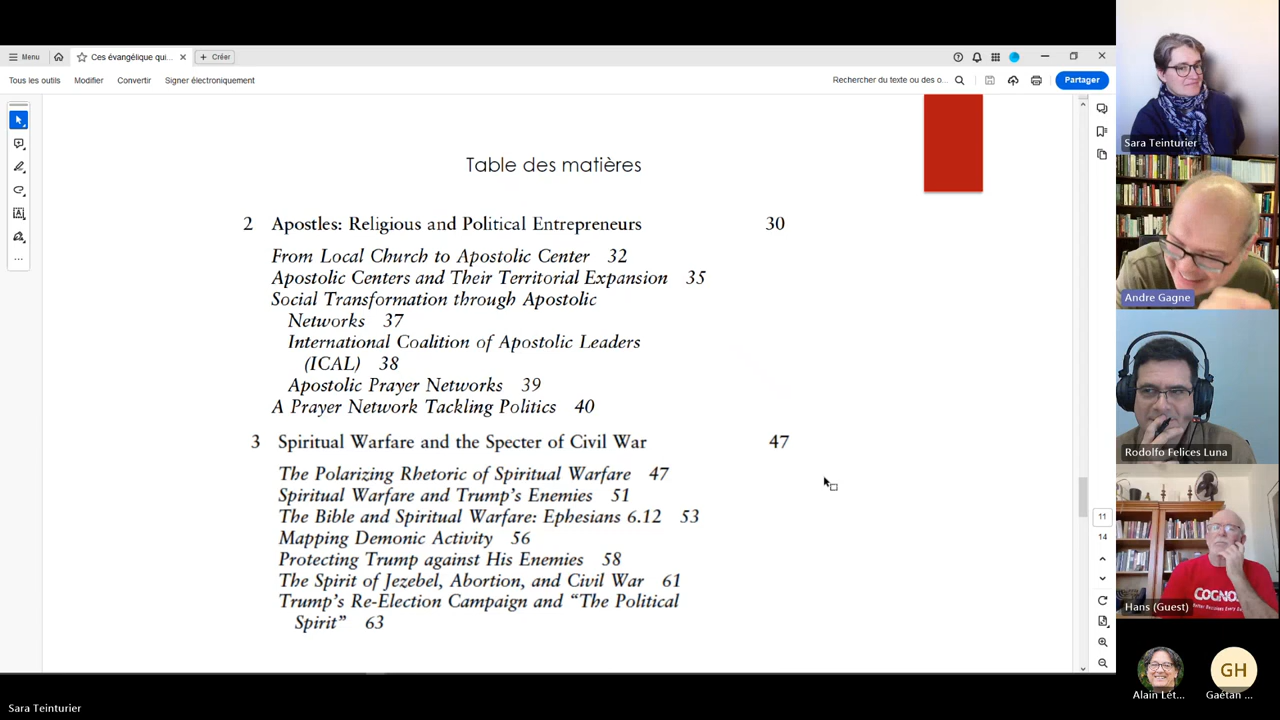 Menu
Ces évangélique qui...
Créer
Tous les outils
Modifier
Convertir
Signer électroniquement
Rechercher du texte ou des o...
Partager
Table des matières
2 Apostles: Religious and Political Entrepreneurs 30
From Local Church to Apostolic Center 32
Apostolic Centers and Their Territorial Expansion 35
Social Transformation through Apostolic
Networks 37
International Coalition of Apostolic Leaders
(ICAL) 38
Apostolic Prayer Networks 39
A Prayer Network Tackling Politics 40
3 Spiritual Warfare and the Specter of Civil War 47
The Polarizing Rhetoric of Spiritual Warfare 47
Spiritual Warfare and Trump's Enemies 51
The Bible and Spiritual Warfare: Ephesians 6.12 53
Mapping Demonic Activity 56
Protecting Trump against His Enemies 58
The Spirit of Jezebel, Abortion, and Civil War 61
Trump's Re-Election Campaign and “The Political
Spirit” 63
11
14
Sara Teinturier
Andre Gagne
Rodolfo Felices Luna
COGNO
Hans (Guest)
GH
Alain Lét...
Gaétan ...
Sara Teinturier